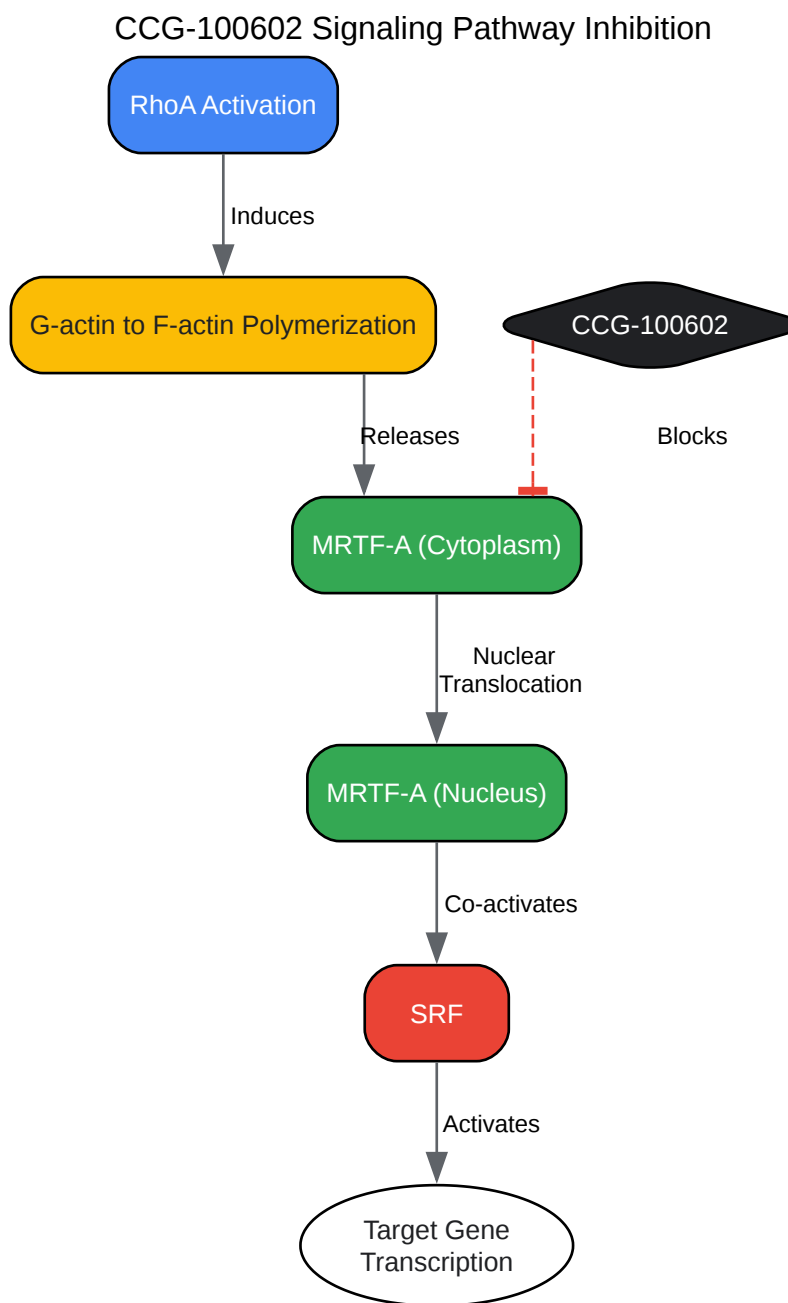 CCG-100602 Signaling Pathway Inhibition
RhoA Activation
Induces
G-actin to F-actin Polymerization
CCG-100602
Releases
Blocks
MRTF-A (Cytoplasm)
Nuclear
Translocation
MRTF-A (Nucleus)
Co-activates
SRF
Activates
Target Gene
Transcription